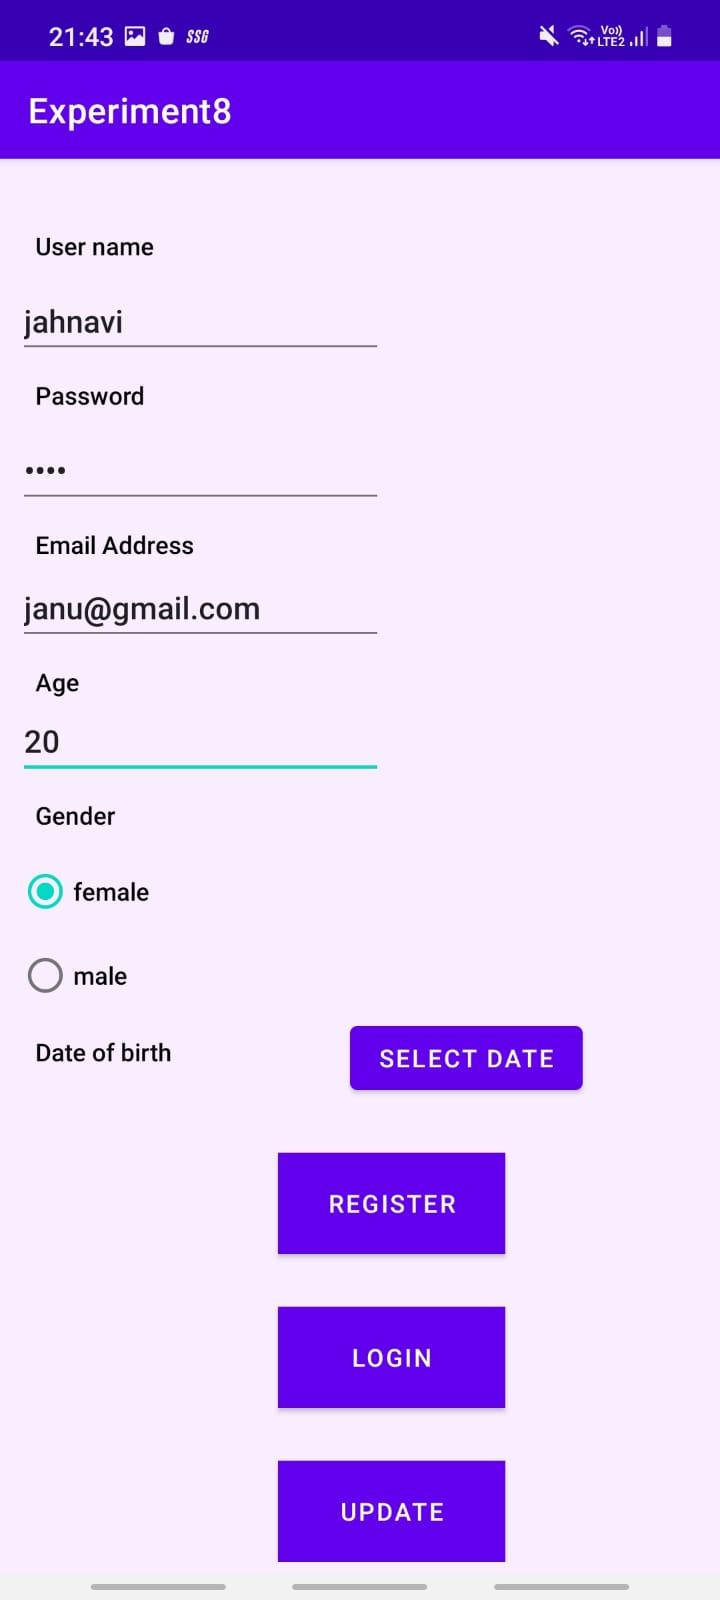 21:43 SSG Vo)) LTE2
Experiment8
User name
jahnavi
Password
••••
Email Address
janu@gmail.com
Age
20
Gender
female
male
Date of birth SELECT DATE
REGISTER
LOGIN
UPDATE